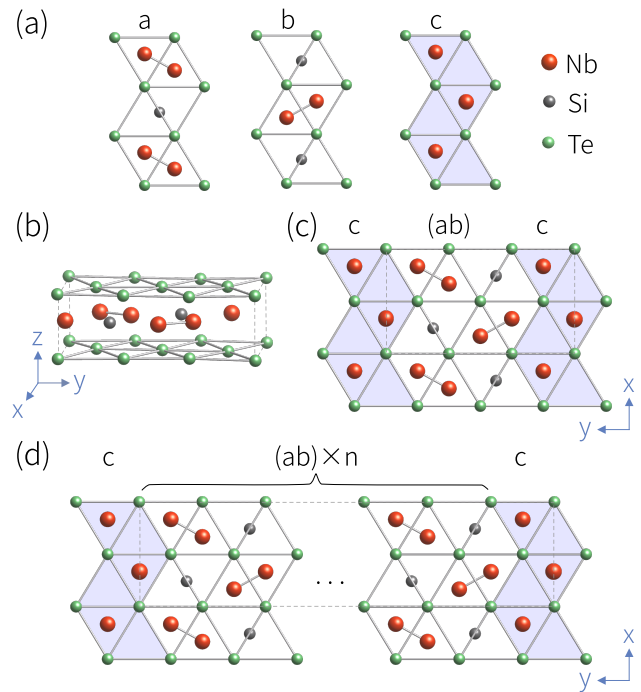 (a) a b c
Nb
Si
Te
(b) (c) c (ab) c
z
y
x
x
y
(d) c (ab)×n c
...
x
y